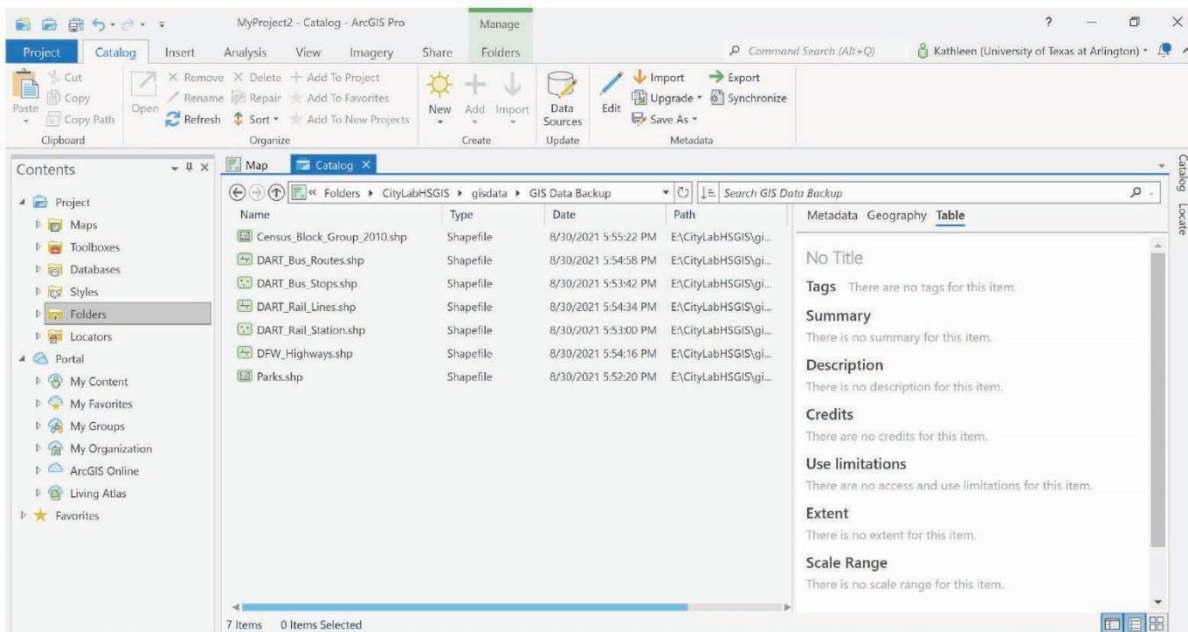 MyProject2 - Catalog - ArcGIS Pro
Manage
?
Project Catalog Insert Analysis View Imagery Share Folders
Command Search (Alt+Q)
Kathleen (University of Texas at Arlington)
Paste
Cut
Copy
Copy Path
Clipboard
Open
Remove Delete Add To Project
Rename Repair Add To Favorites
Refresh Sort Add To New Projects
Organize
New Add Import
Create
Data Sources
Update
Edit
Import Export
Upgrade Synchronize
Save As
Metadata
Contents
Project
Maps
Toolboxes
Databases
Styles
Folders
Locators
Portal
My Content
My Favorites
My Groups
My Organization
ArcGIS Online
Living Atlas
Favorites
Map Catalog
Folders CityLabHSGIS gisdata GIS Data Backup
Search GIS Data Backup
Name Type Date Path
Census_Block_Group_2010.shp Shapefile 8/30/2021 5:55:22 PM E:\CityLabHSGIS\gi...
DART_Bus_Routes.shp Shapefile 8/30/2021 5:54:58 PM E:\CityLabHSGIS\gi...
DART_Bus_Stops.shp Shapefile 8/30/2021 5:53:42 PM E:\CityLabHSGIS\gi...
DART_Rail_Lines.shp Shapefile 8/30/2021 5:54:34 PM E:\CityLabHSGIS\gi...
DART_Rail_Station.shp Shapefile 8/30/2021 5:53:00 PM E:\CityLabHSGIS\gi...
DFW_Highways.shp Shapefile 8/30/2021 5:54:16 PM E:\CityLabHSGIS\gi...
Parks.shp Shapefile 8/30/2021 5:52:20 PM E:\CityLabHSGIS\gi...
7 Items 0 Items Selected
Metadata Geography Table
No Title
Tags There are no tags for this item.
Summary
There is no summary for this item.
Description
There is no description for this item.
Credits
There are no credits for this item.
Use limitations
There are no access and use limitations for this item.
Extent
There is no extent for this item.
Scale Range
There is no scale range for this item.
Catalog
Locate